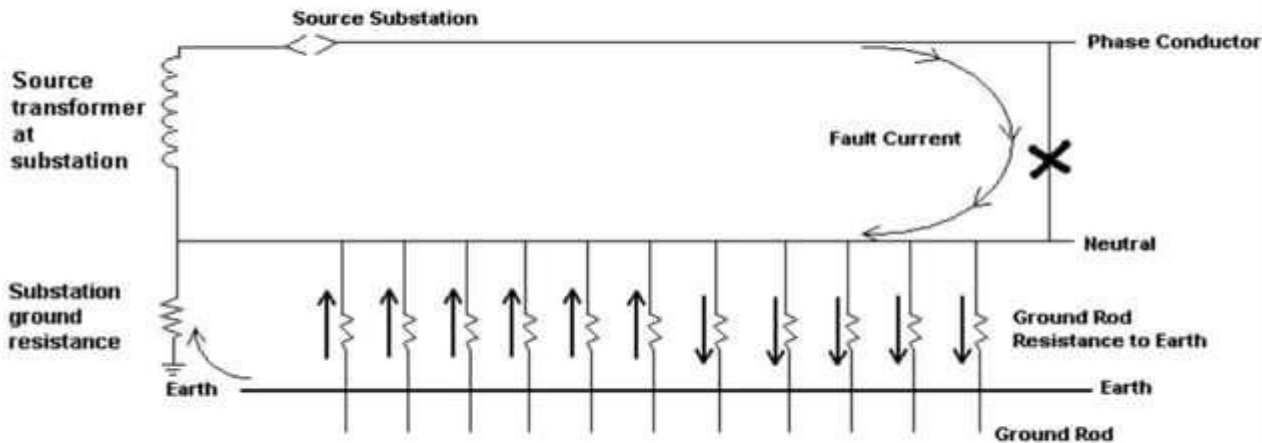 Source Substation
Phase Conductor
Source
transformer
at
substation
Fault Current
Neutral
Substation
ground
resistance
Ground Rod
Resistance to Earth
Earth
Earth
Ground Rod